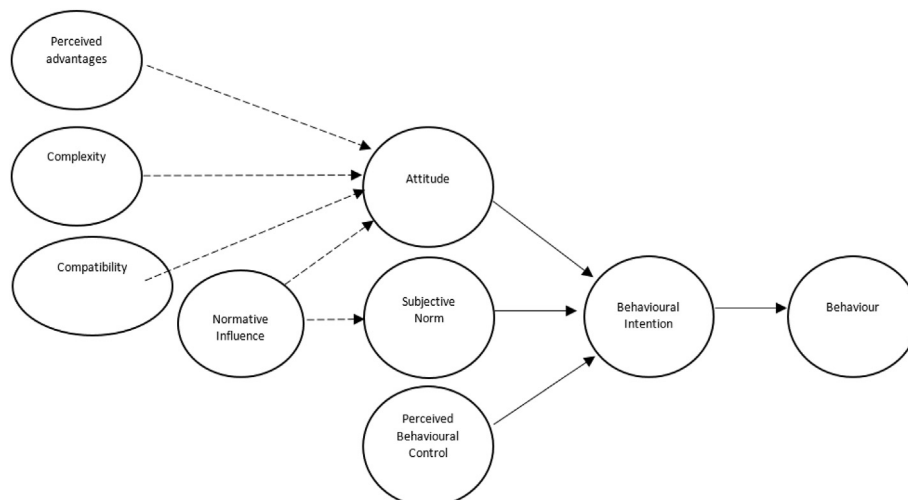 Perceived
advantages
Complexity
Attitude
Compatibility
Normative
Influence
Subjective
Norm
Behavioural
Intention
Behaviour
Perceived
Behavioural
Control